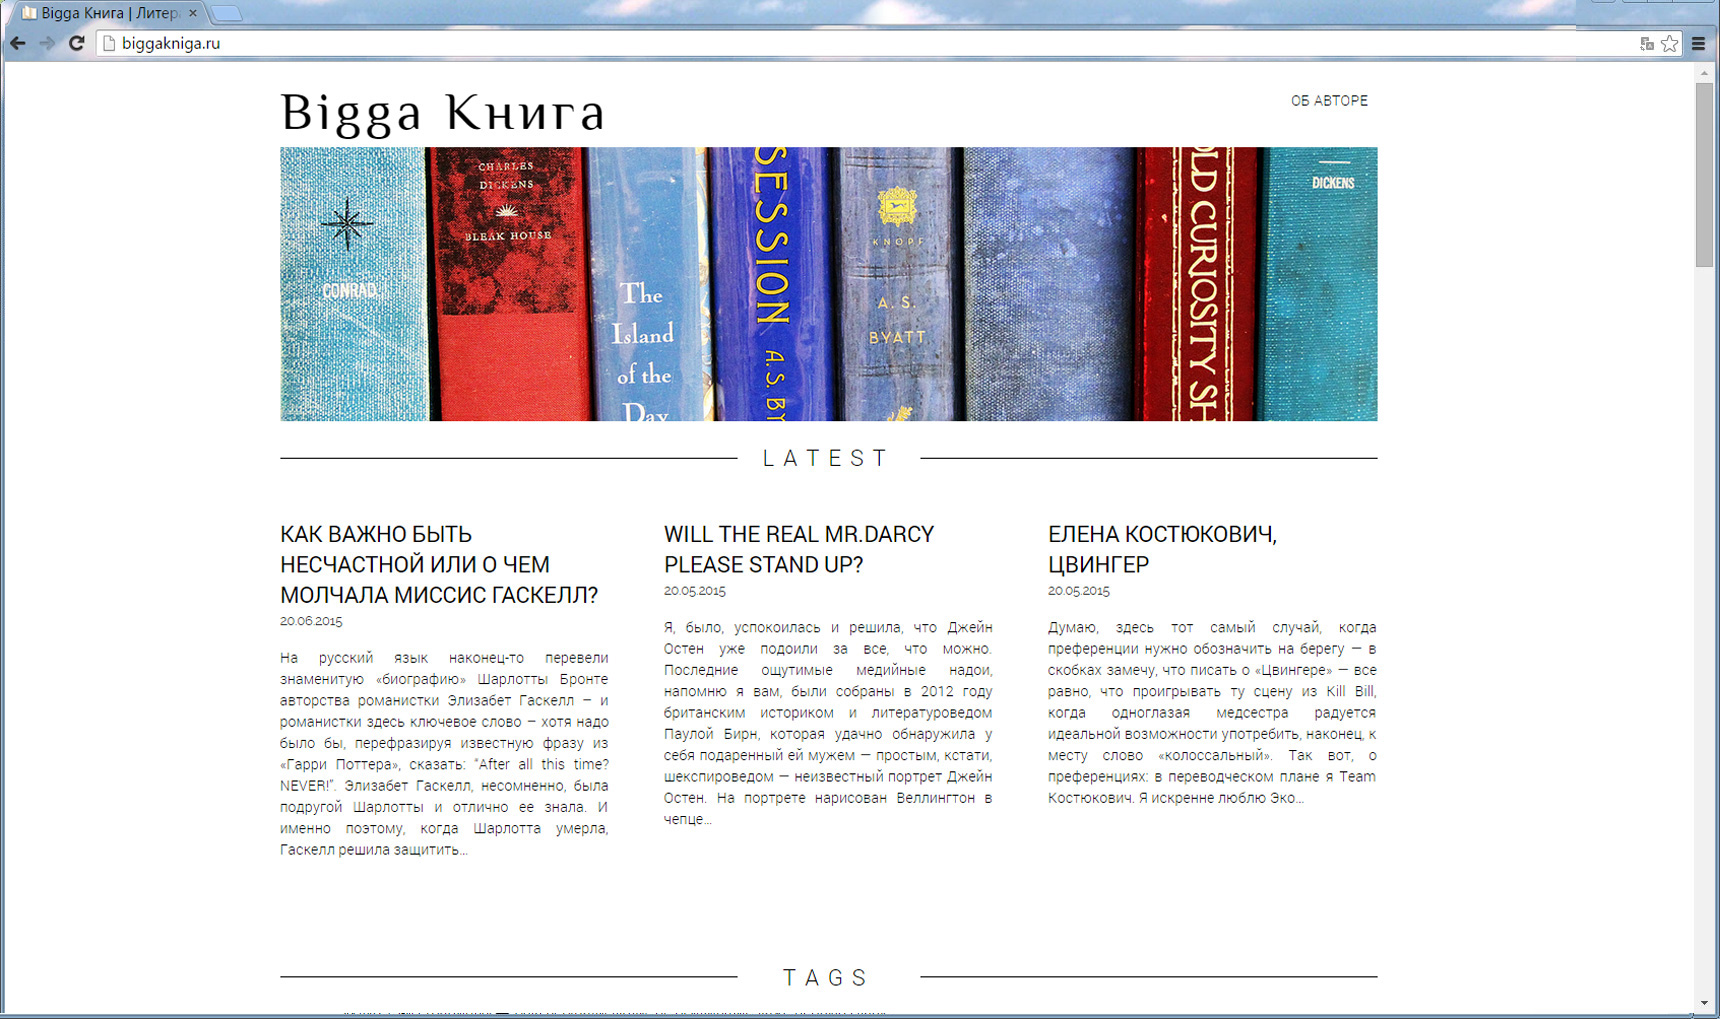 Bigga Книга | Литера
biggakniga.ru
Bigga Книга
ОБ АВТОРЕ
CONRAD
CHARLES
DICKENS
BLEAK HOUSE
The
Island
of the
Day
SESSION A.S. BY
KNOPF
A. S.
BYATT
OLD CURIOSITY SH
DICKENS
LATEST
КАК ВАЖНО БЫТЬ
НЕСЧАСТНОЙ ИЛИ О ЧЕМ
МОЛЧАЛА МИССИС ГАСКЕЛЛ?
20.06.2015
На русский язык наконец-то перевели
знаменитую «биографию» Шарлотты Бронте
авторства романистки Элизабет Гаскелл – и
романистки здесь ключевое слово – хотя надо
было бы, перефразируя известную фразу из
«Гарри Поттера», сказать: “After all this time?
NEVER!”. Элизабет Гаскелл, несомненно, была
подругой Шарлотты и отлично ее знала. И
именно поэтому, когда Шарлотта умерла,
Гаскелл решила защитить...
WILL THE REAL MR.DARCY
PLEASE STAND UP?
20.05.2015
Я, было, успокоилась и решила, что Джейн
Остен уже подоили за все, что можно.
Последние ощутимые медийные надои,
напомню я вам, были собраны в 2012 году
британским историком и литературоведом
Паулой Бирн, которая удачно обнаружила у
себя подаренный ей мужем — простым, кстати,
шекспироведом — неизвестный портрет Джейн
Остен. На портрете нарисован Веллингтон в
чепце...
ЕЛЕНА КОСТЮКОВИЧ,
ЦВИНГЕР
20.05.2015
Думаю, здесь тот самый случай, когда
преференции нужно обозначить на берегу — в
скобках замечу, что писать о «Цвингере» — все
равно, что проигрывать ту сцену из Kill Bill,
когда одноглазая медсестра радуется
идеальной возможности употребить, наконец, к
месту слово «колоссальный». Так вот, о
преференциях: в переводческом плане я Team
Костюкович. Я искренне люблю Эко...
TAGS